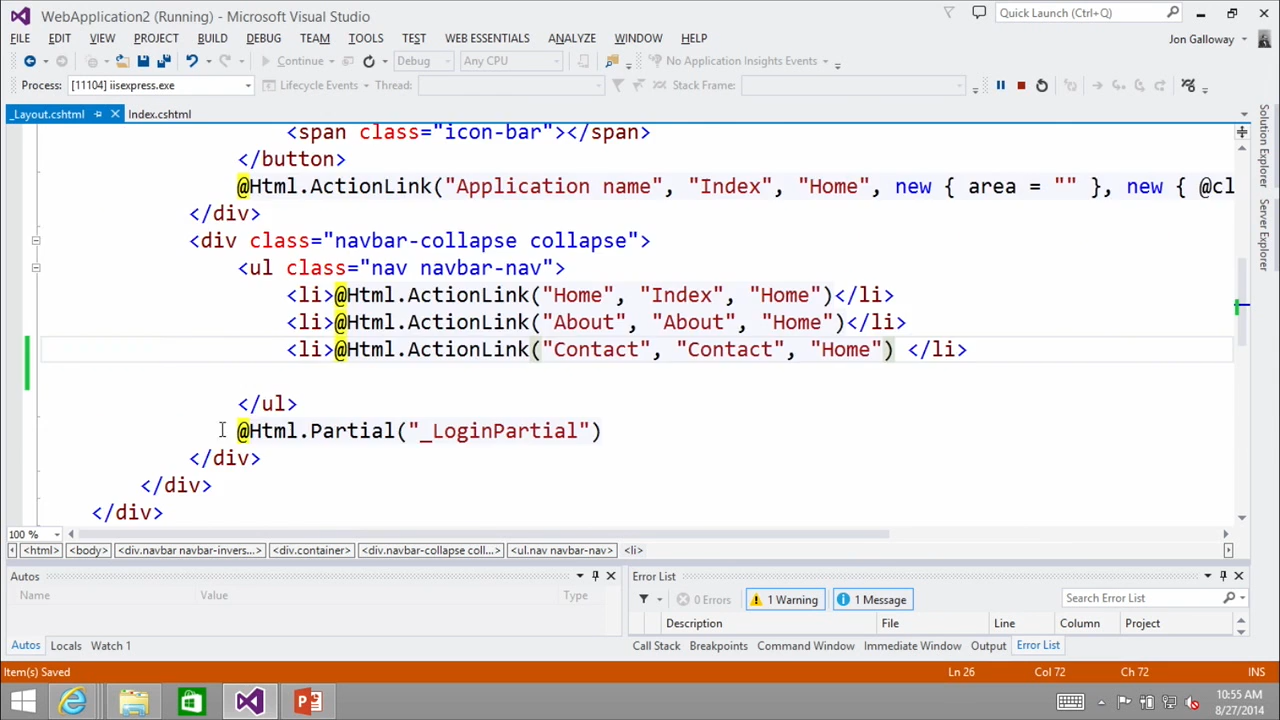 WebApplication2 (Running) - Microsoft Visual Studio
Quick Launch (Ctrl+Q)
FILE EDIT VIEW PROJECT BUILD DEBUG TEAM TOOLS TEST WEB ESSENTIALS ANALYZE WINDOW HELP
Jon Galloway
Continue Debug Any CPU No Application Insights Events
Process: [11104] iisexpress.exe Lifecycle Events Thread: Stack Frame:
_Layout.cshtml Index.cshtml
<span class="icon-bar"></span>
</button>
@Html.ActionLink("Application name", "Index", "Home", new { area = "" }, new { @cl
</div>
<div class="navbar-collapse collapse">
<ul class="nav navbar-nav">
<li>@Html.ActionLink("Home", "Index", "Home")</li>
<li>@Html.ActionLink("About", "About", "Home")</li>
<li>@Html.ActionLink("Contact", "Contact", "Home") </li>
</ul>
@Html.Partial("_LoginPartial")
</div>
</div>
</div>
100 %
<html> <body> <div.navbar navbar-invers...> <div.container> <div.navbar-collapse coll...> <ul.nav navbar-nav> <li>
Autos
Name Value Type
Error List
0 Errors 1 Warning 1 Message Search Error List
Description File Line Column Project
Autos Locals Watch 1
Call Stack Breakpoints Command Window Immediate Window Output Error List
Solution Explorer
Server Explorer
Item(s) Saved Ln 26 Col 72 Ch 72 INS
10:55 AM
8/27/2014